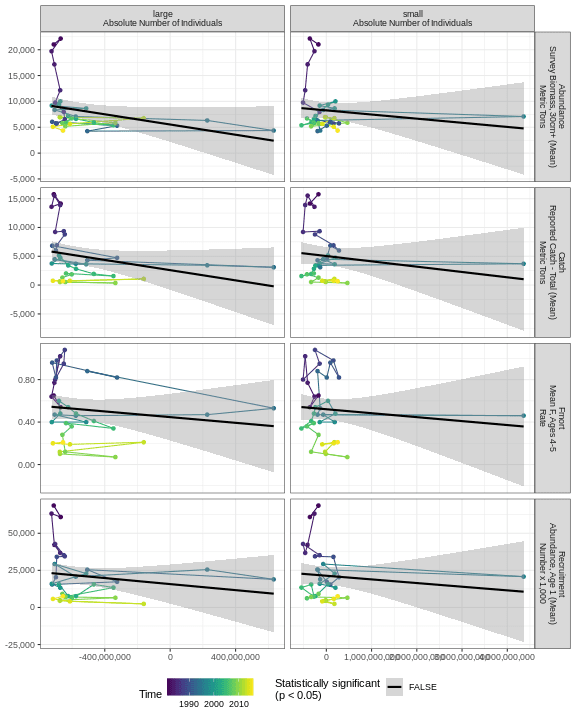 large
Absolute Number of Individuals
small
Absolute Number of Individuals
20,000
15,000
10,000
5,000
0
-5,000
Abundance
Survey Biomass, 30cm+ (Mean)
Metric Tons
15,000
10,000
5,000
0
-5,000
Catch
Reported Catch - Total (Mean)
Metric Tons
0.80
0.40
0.00
Fmort
Mean F, Ages 4-5
Rate
50,000
25,000
0
-25,000
Recruitment
Abundance, Age 1 (Mean)
Number x 1,000
-400,000,000
0
400,000,000
0
1,000,000,000
2,000,000,000
3,000,000,000
4,000,000,000
Time
1990
2000
2010
Statistically significant
(p < 0.05)
FALSE